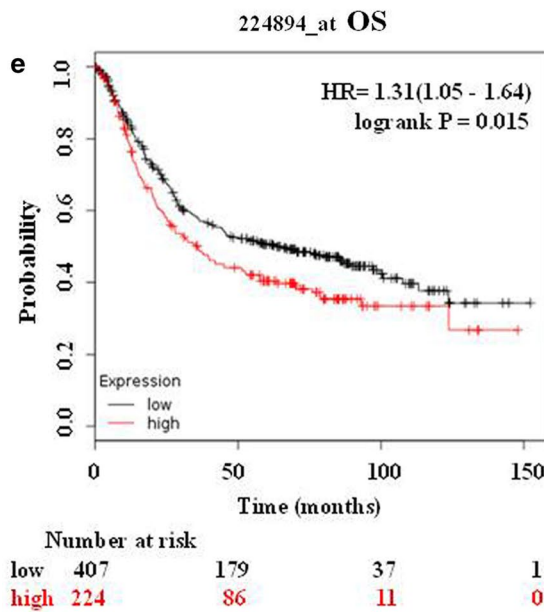 224894_at OS
e
HR= 1.31(1.05 - 1.64)
logrank P = 0.015
Probability
1.0
0.8
0.6
0.4
0.2
0.0
Expression
low
high
0 50 100 150
Time (months)
Number at risk
low 407 179 37 1
high 224 86 11 0